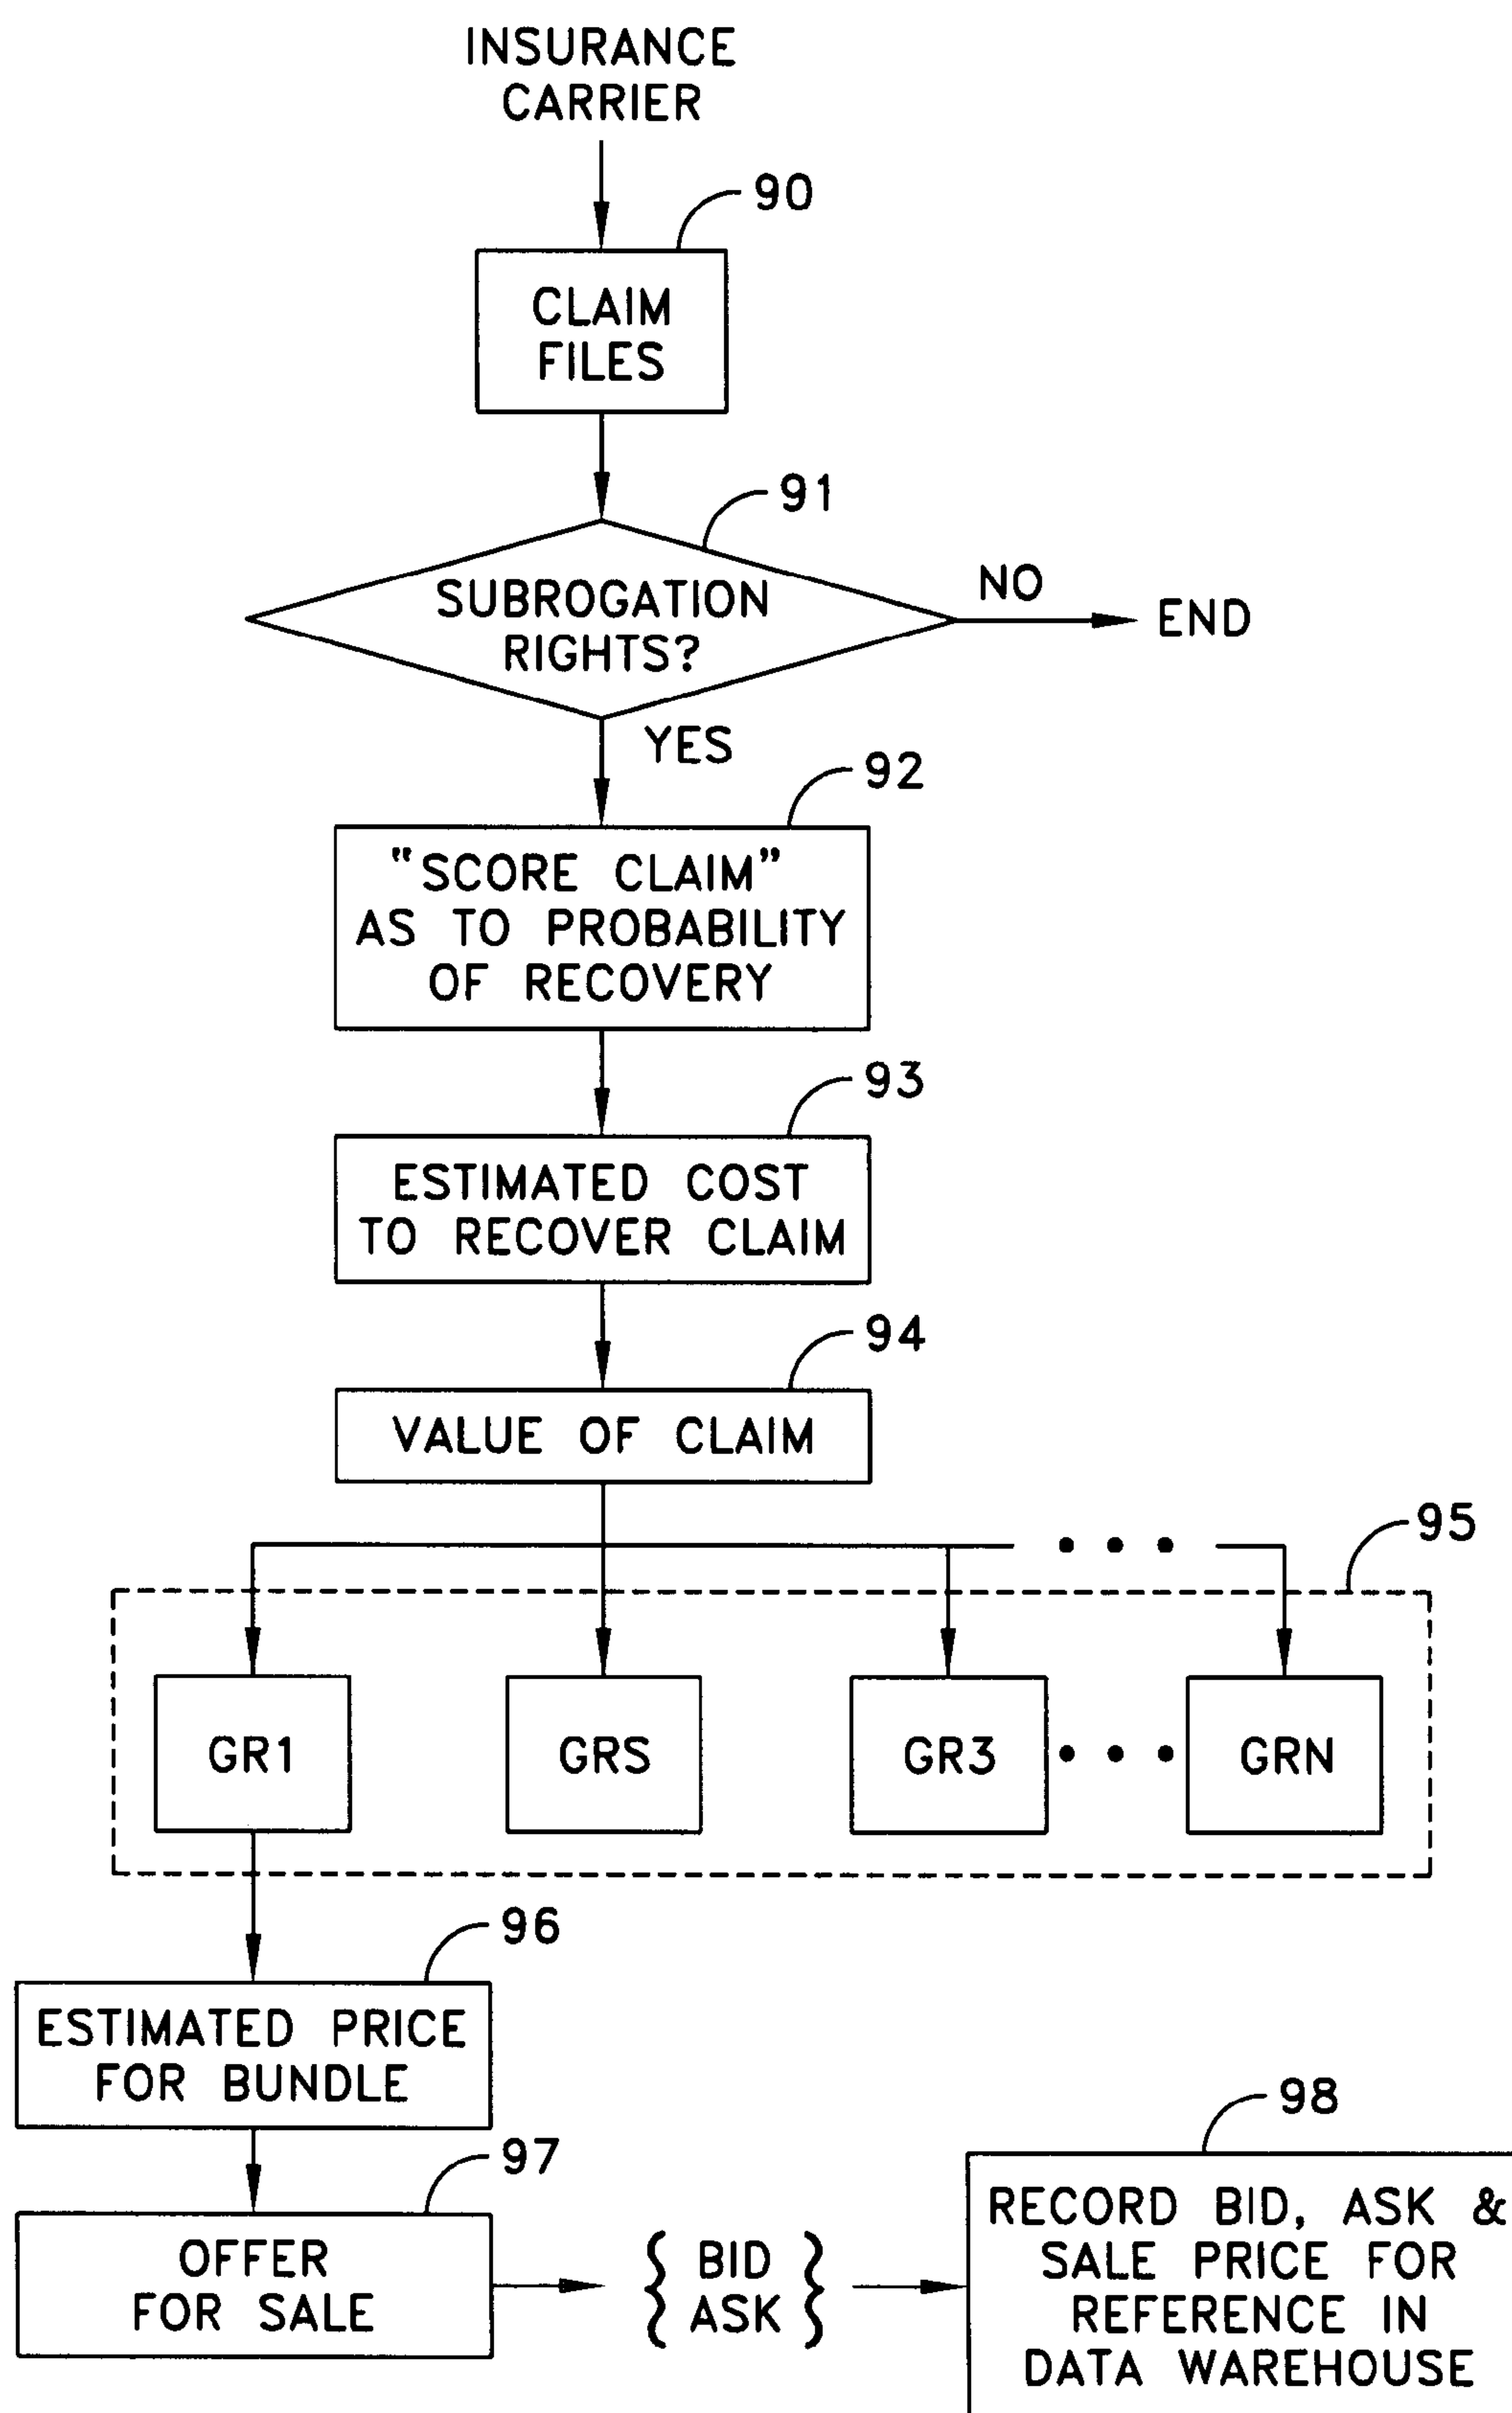 INSURANCE
CARRIER
90
CLAIM
FILES
91
SUBROGATION
RIGHTS?
NO
END
YES
92
"SCORE CLAIM"
AS TO PROBABILITY
OF RECOVERY
93
ESTIMATED COST
TO RECOVER CLAIM
94
VALUE OF CLAIM
95
GR1
GRS
GR3
GRN
96
ESTIMATED PRICE
FOR BUNDLE
97
OFFER
FOR SALE
BID
ASK
98
RECORD BID, ASK &
SALE PRICE FOR
REFERENCE IN
DATA WAREHOUSE